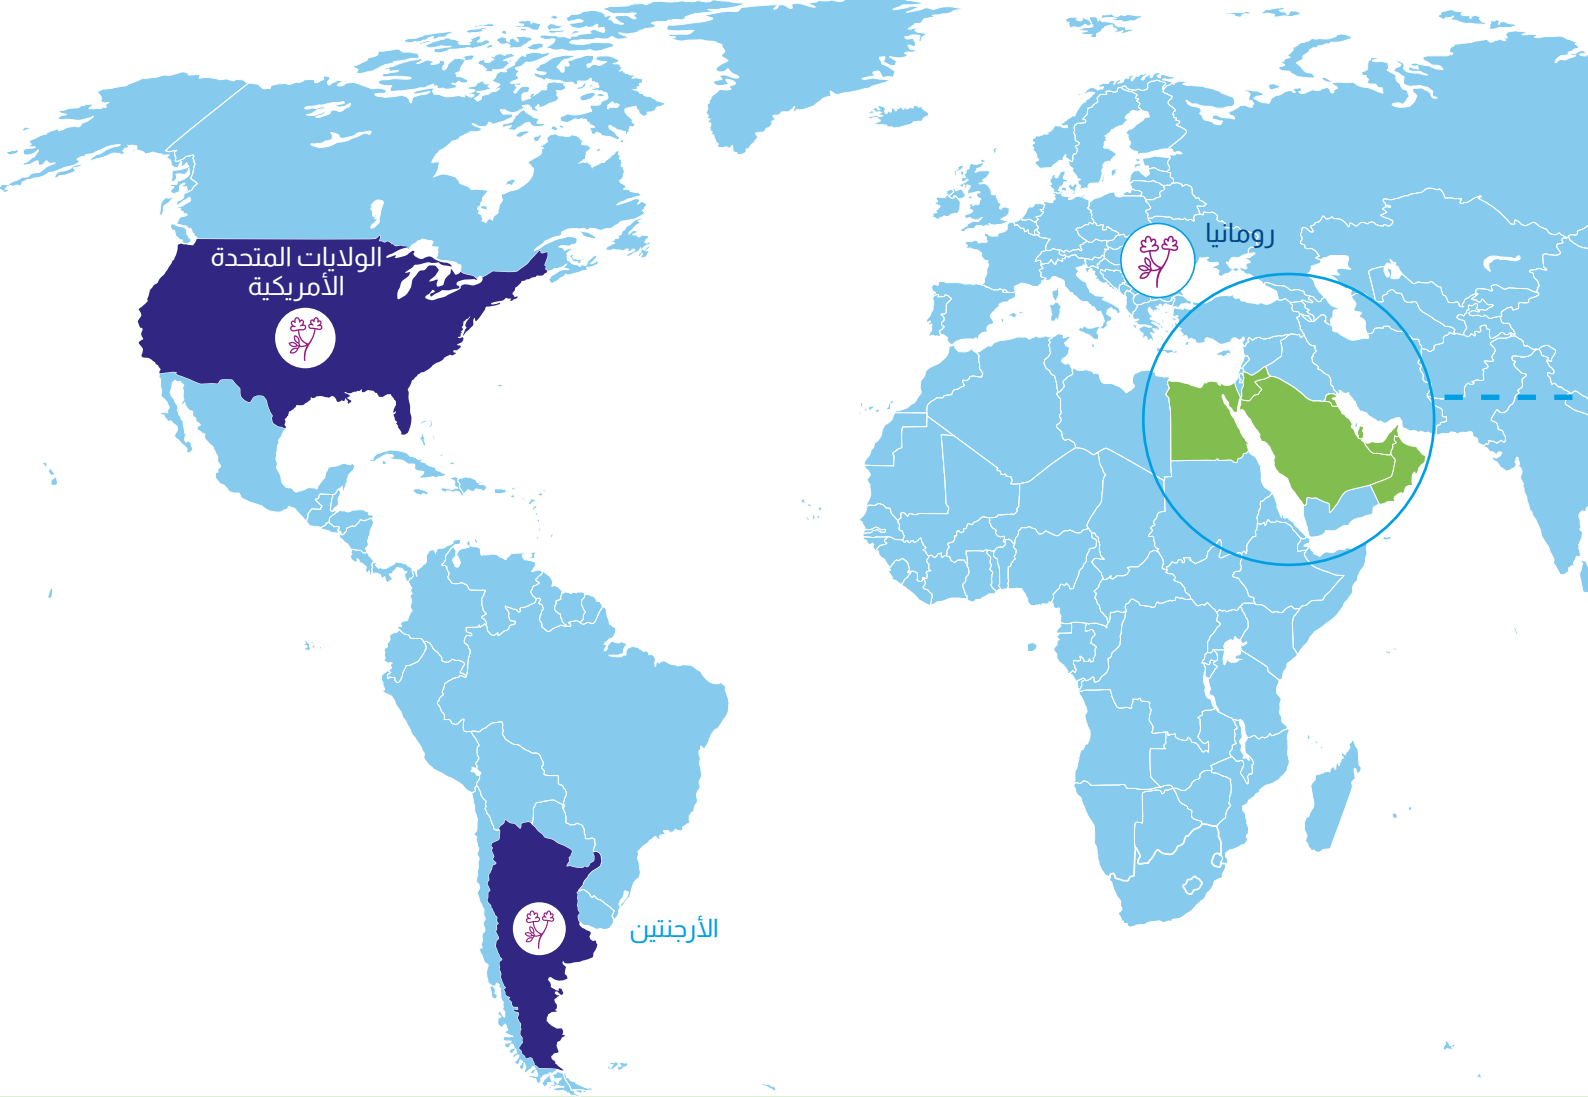 الولايات المتحدة
الأمريكية
رومانيا
الأرجنتين